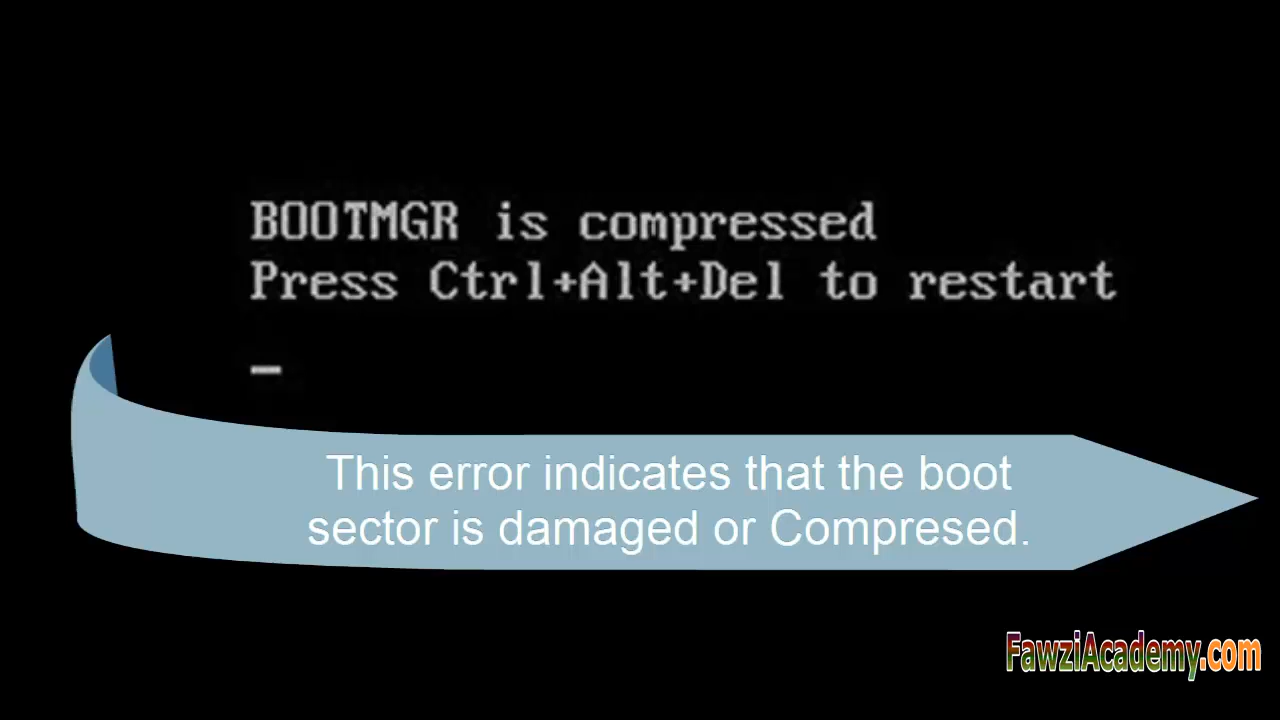 BOOTMGR is compressed
Press Ctrl+Alt+Del to restart
This error indicates that the boot
sector is damaged or Compresed.
FawziAcademy.com